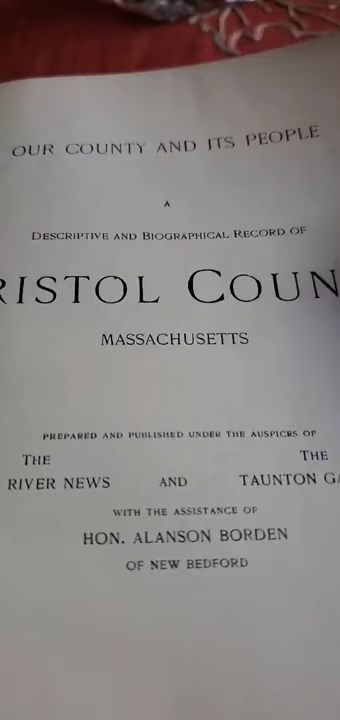 OUR COUNTY AND ITS PEOPLE
A
DESCRIPTIVE AND BIOGRAPHICAL RECORD OF
RISTOL COUN
MASSACHUSETTS
PREPARED AND PUBLISHED UNDER THE AUSPICES OF
THE THE
RIVER NEWS AND TAUNTON GA
WITH THE ASSISTANCE OF
HON. ALANSON BORDEN
OF NEW BEDFORD